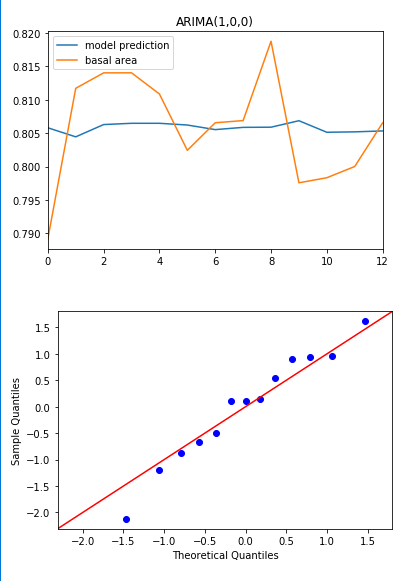 ARIMA(1,0,0)
0.820
model prediction
basal area
0.815
0.810
0.805
0.800
0.795
0.790
0 2 4 6 8 10 12
1.5
1.0
0.5
0.0
−0.5
−1.0
−1.5
−2.0
Sample Quantiles
−2.0 −1.5 −1.0 −0.5 0.0 0.5 1.0 1.5
Theoretical Quantiles